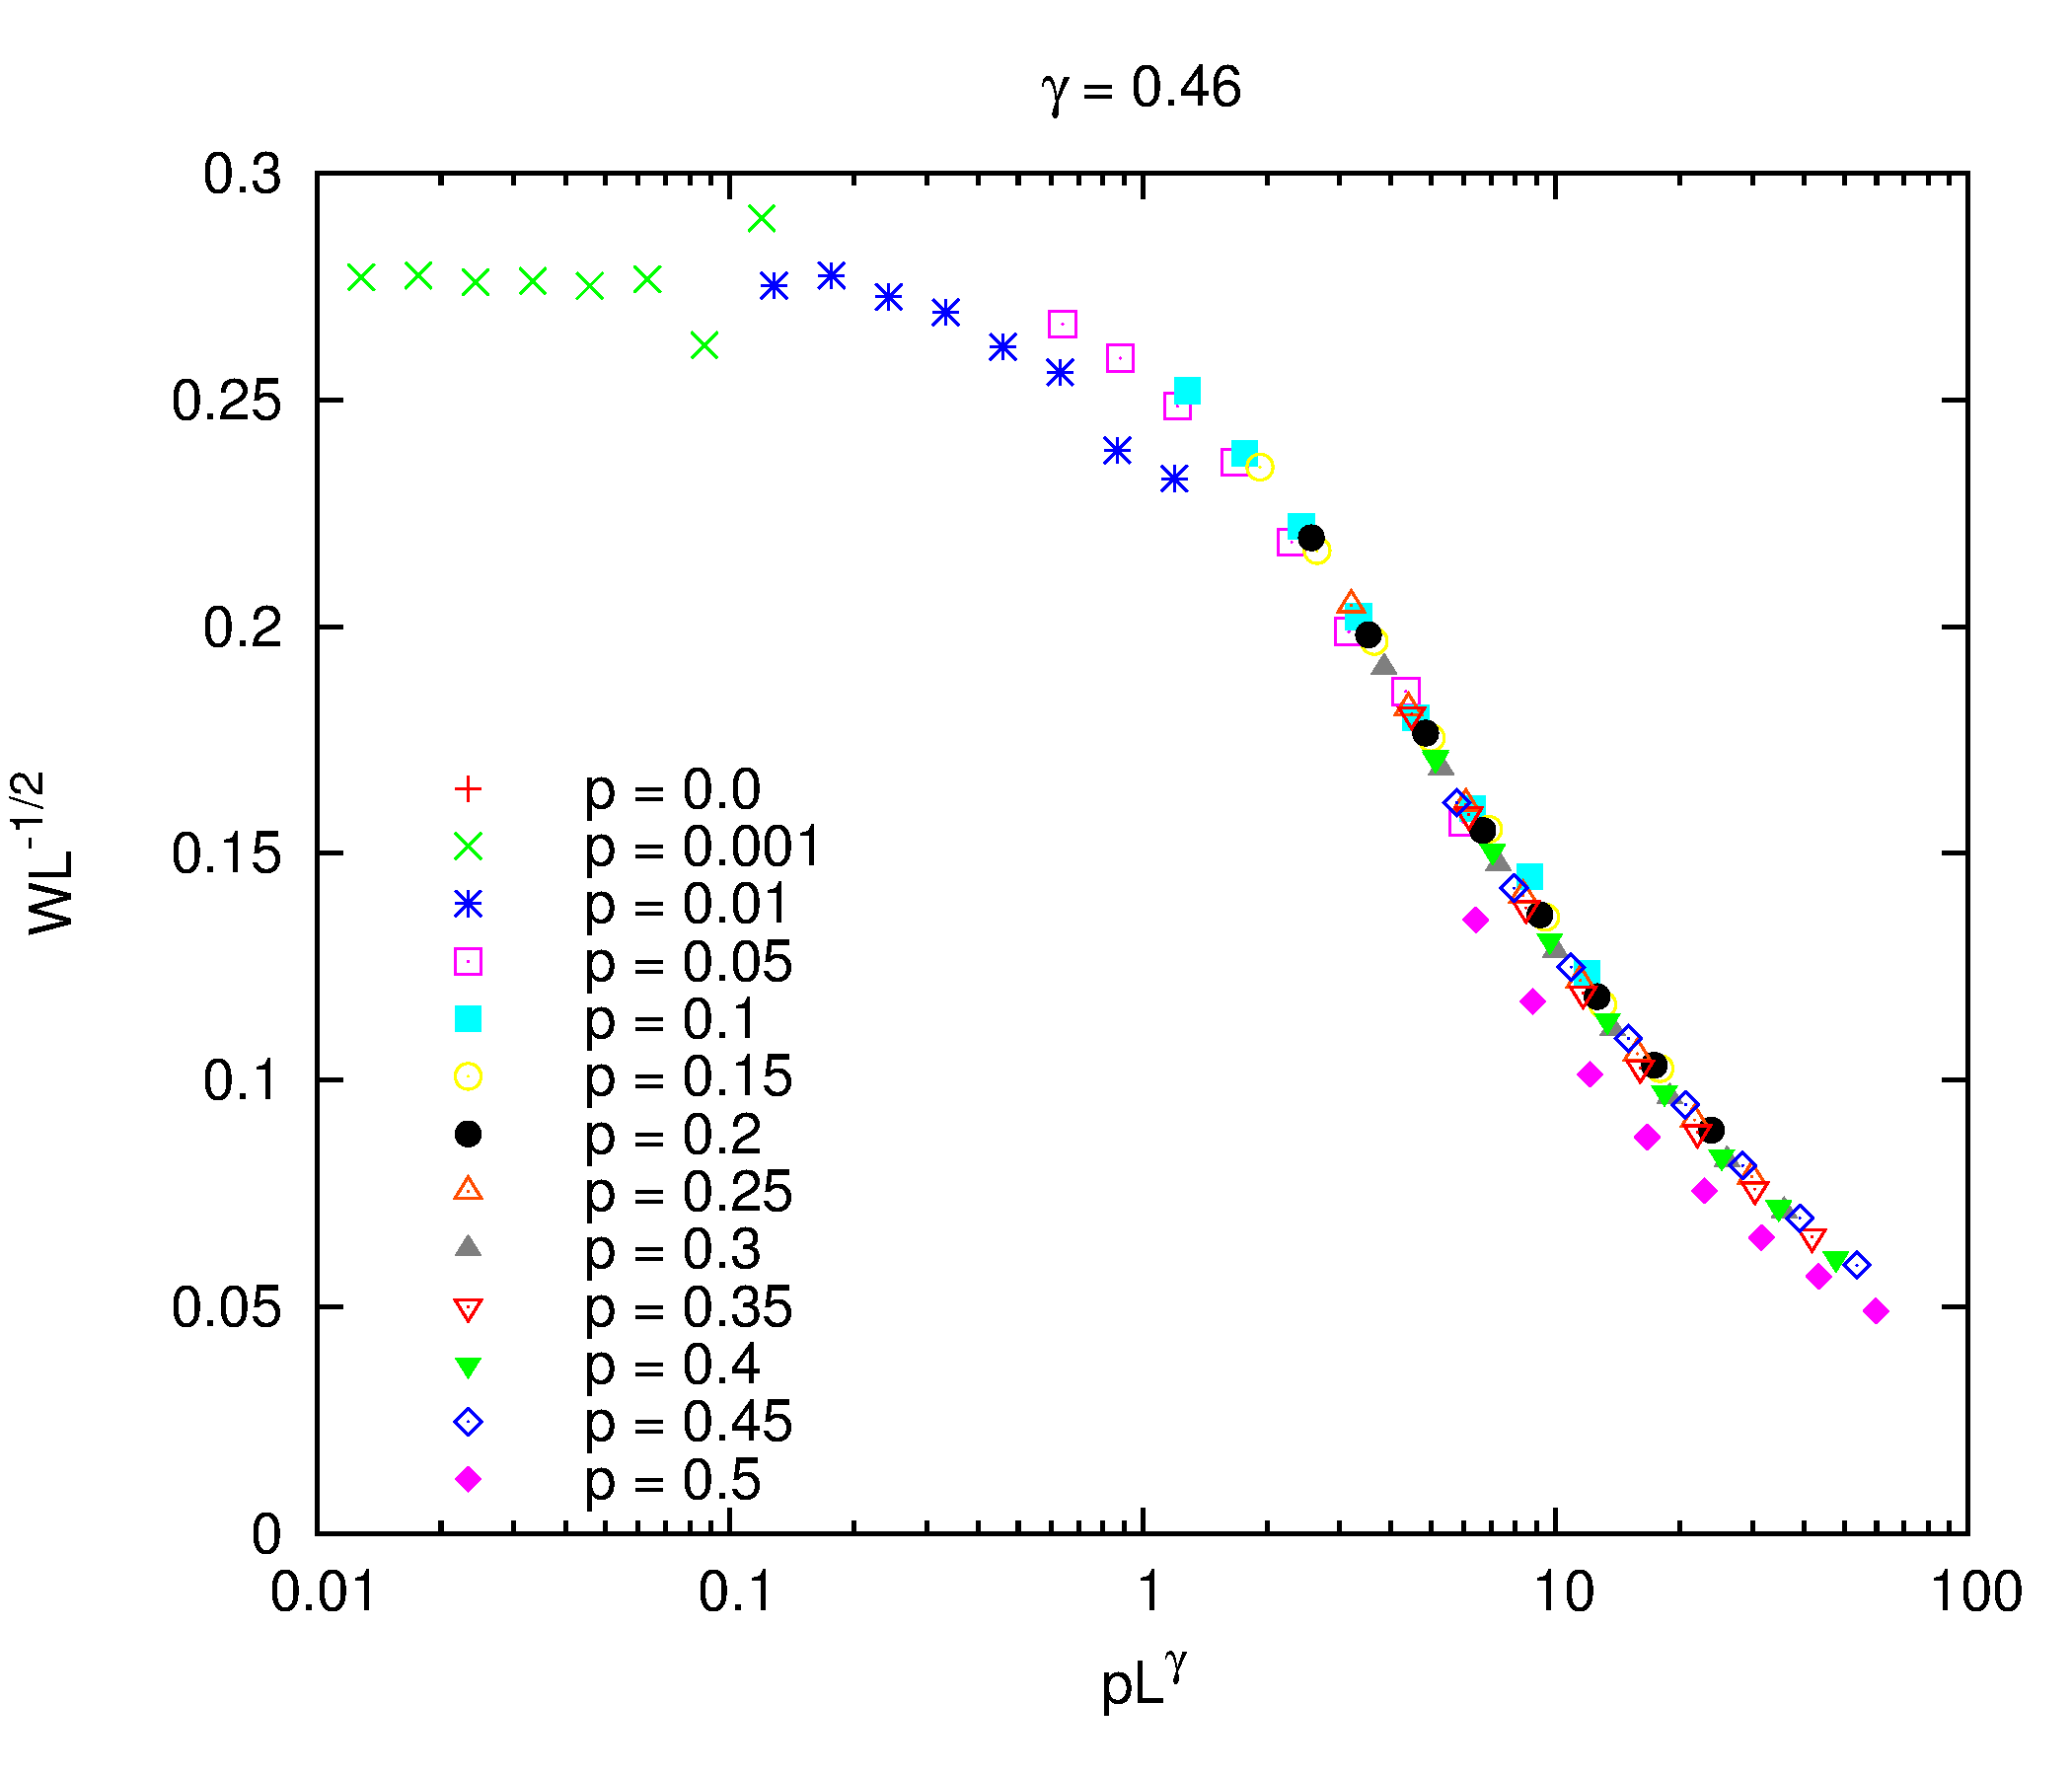 γ = 0.46
0.3
0.25
0.2
0.15
0.1
0.05
0
WL^-1/2
p = 0.0
p = 0.001
p = 0.01
p = 0.05
p = 0.1
p = 0.15
p = 0.2
p = 0.25
p = 0.3
p = 0.35
p = 0.4
p = 0.45
p = 0.5
0.01 0.1 1 10 100
pL^γ